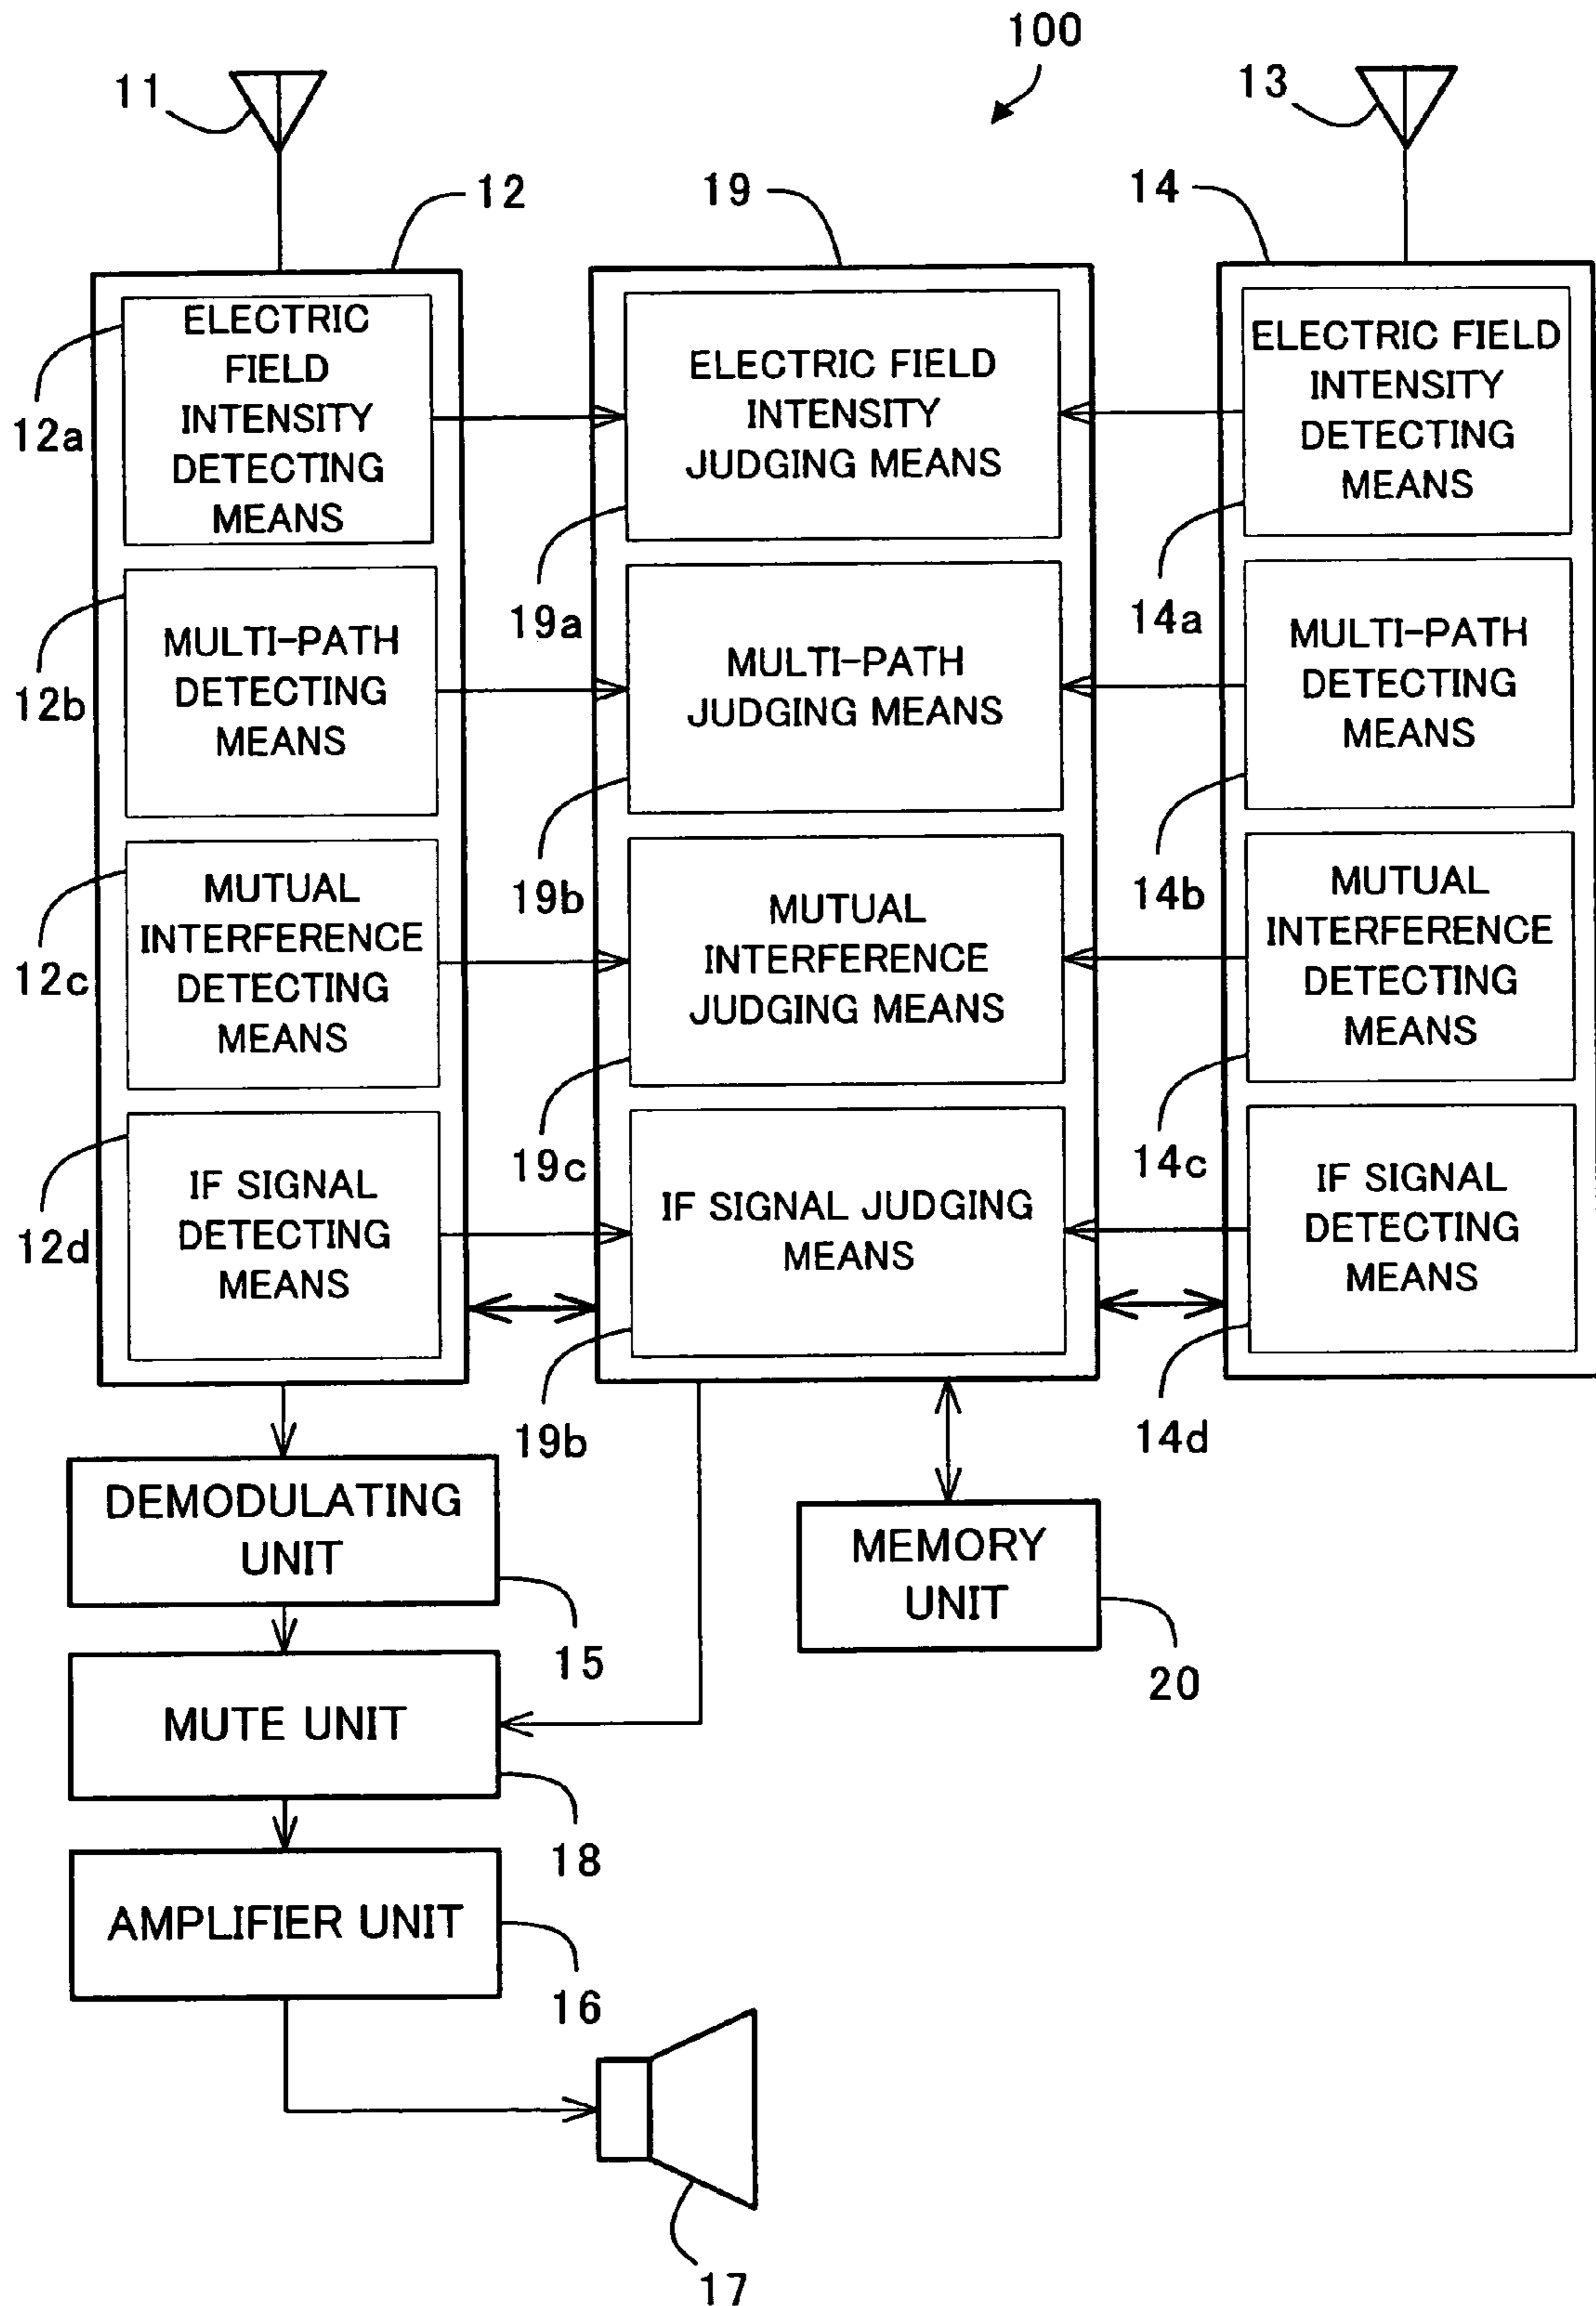 100
11
13
12
19
14
ELECTRIC
FIELD
INTENSITY
DETECTING
MEANS
12a
ELECTRIC FIELD
INTENSITY
JUDGING MEANS
19a
ELECTRIC FIELD
INTENSITY
DETECTING
MEANS
14a
MULTI-PATH
DETECTING
MEANS
12b
MULTI-PATH
JUDGING MEANS
19b
MULTI-PATH
DETECTING
MEANS
14b
MUTUAL
INTERFERENCE
DETECTING
MEANS
12c
MUTUAL
INTERFERENCE
JUDGING MEANS
19c
MUTUAL
INTERFERENCE
DETECTING
MEANS
14c
IF SIGNAL
DETECTING
MEANS
12d
IF SIGNAL JUDGING
MEANS
19b
IF SIGNAL
DETECTING
MEANS
14d
DEMODULATING
UNIT
15
MEMORY
UNIT
20
MUTE UNIT
18
AMPLIFIER UNIT
16
17